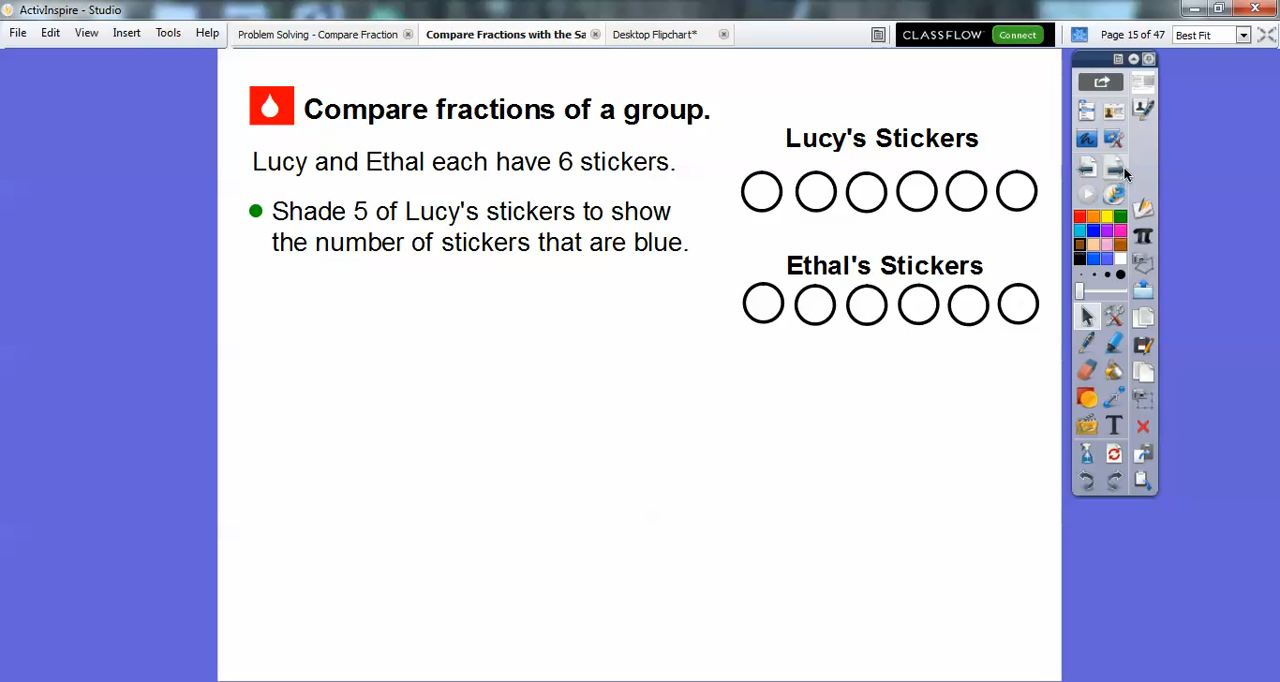 ActivInspire - Studio
File Edit View Insert Tools Help
Problem Solving - Compare Fraction
Compare Fractions with the Sa
Desktop Flipchart*
CLASSFLOW Connect
Page 15 of 47
Best Fit
Compare fractions of a group.
Lucy and Ethal each have 6 stickers.
Shade 5 of Lucy's stickers to show
the number of stickers that are blue.
Lucy's Stickers
Ethal's Stickers